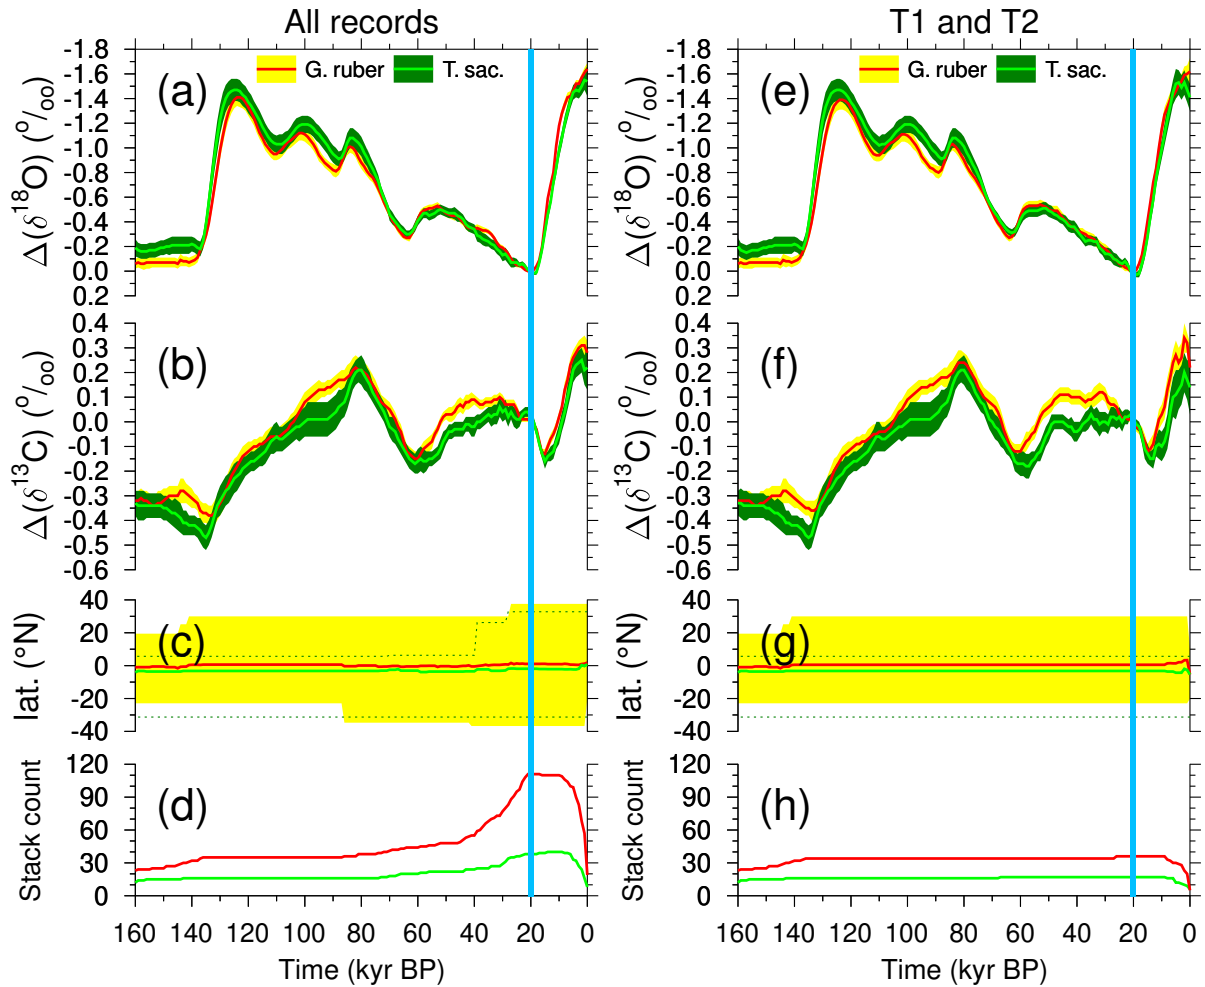 All records
T1 and T2
-1.8
-1.6
-1.4
-1.2
-1.0
-0.8
-0.6
-0.4
-0.2
0.0
0.2
Δ(δ18O) (o/oo)
(a)
G. ruber
T. sac.
-1.8
-1.6
-1.4
-1.2
-1.0
-0.8
-0.6
-0.4
-0.2
0.0
0.2
Δ(δ18O) (o/oo)
(e)
G. ruber
T. sac.
0.4
0.3
0.2
0.1
0.0
-0.1
-0.2
-0.3
-0.4
-0.5
-0.6
Δ(δ13C) (o/oo)
(b)
0.4
0.3
0.2
0.1
0.0
-0.1
-0.2
-0.3
-0.4
-0.5
-0.6
Δ(δ13C) (o/oo)
(f)
40
20
0
-20
-40
lat. (°N)
(c)
40
20
0
-20
-40
lat. (°N)
(g)
120
90
60
30
0
Stack count
(d)
120
90
60
30
0
Stack count
(h)
160 140 120 100 80 60 40 20 0
Time (kyr BP)
160 140 120 100 80 60 40 20 0
Time (kyr BP)